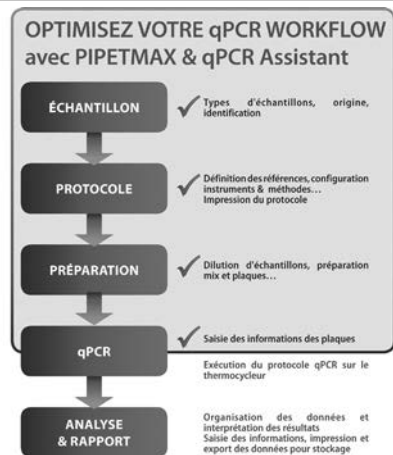 OPTIMISEZ VOTRE qPCR WORKFLOW
avec PIPETMAX & qPCR Assistant
ÉCHANTILLON
Types d'échantillons, origine,
identification
PROTOCOLE
Définition des références, configuration
instruments & méthodes...
Impression du protocole
PRÉPARATION
Dilution d'échantillons, préparation
mix et plaques...
qPCR
Saisie des informations des plaques
Exécution du protocole qPCR sur le
thermocycleur
ANALYSE
& RAPPORT
Organisation des données et
interprétation des résultats
Saisie des informations, impression et
export des données pour stockage